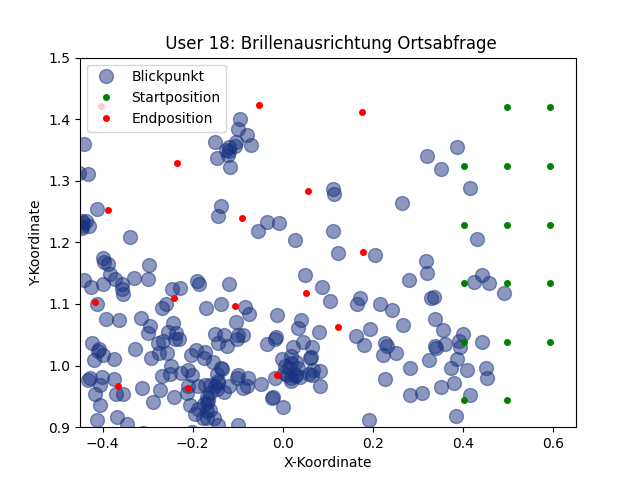 User 18: Brillenausrichtung Ortsabfrage
Blickpunkt
Startposition
Endposition
Y-Koordinate
1.5
1.4
1.3
1.2
1.1
1.0
0.9
−0.4 −0.2 0.0 0.2 0.4 0.6
X-Koordinate